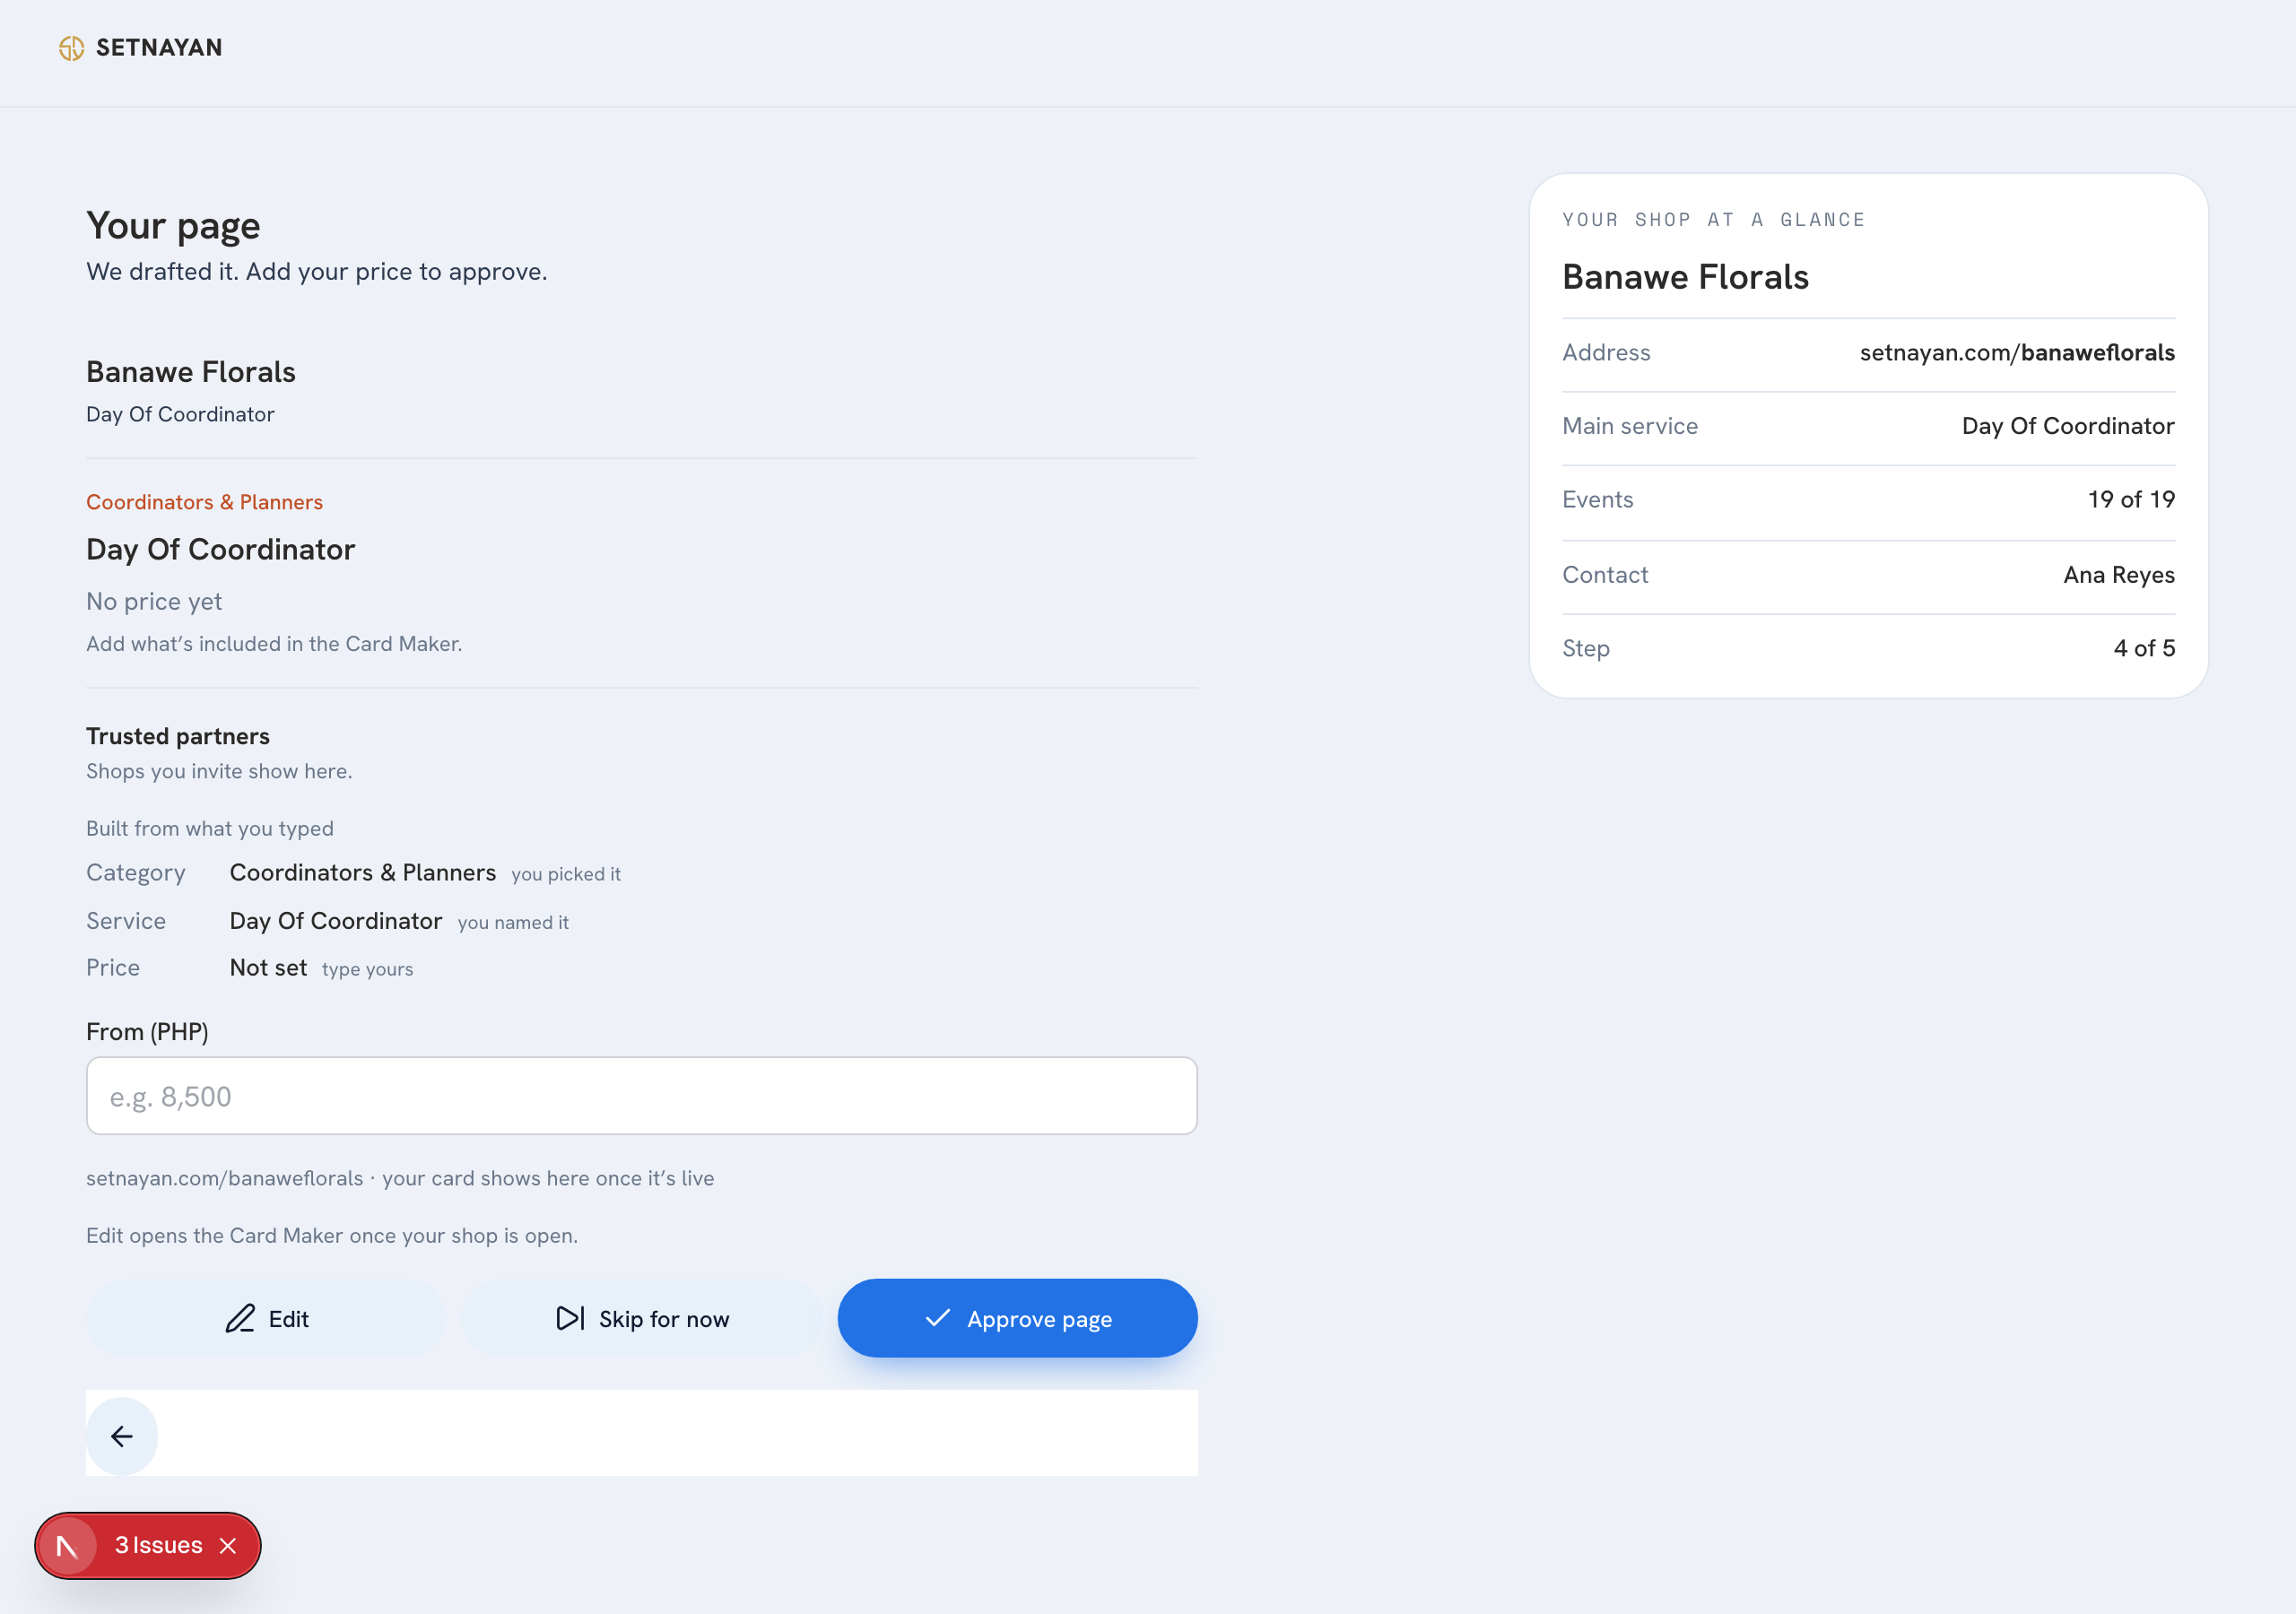 SETNAYAN
Your page
We drafted it. Add your price to approve.
Banawe Florals
Day Of Coordinator
Coordinators & Planners
Day Of Coordinator
No price yet
Add what’s included in the Card Maker.
Trusted partners
Shops you invite show here.
Built from what you typed
Category Coordinators & Planners you picked it
Service Day Of Coordinator you named it
Price Not set type yours
From (PHP)
e.g. 8,500
setnayan.com/banaweflorals · your card shows here once it’s live
Edit opens the Card Maker once your shop is open.
Edit Skip for now Approve page
3 Issues
YOUR SHOP AT A GLANCE
Banawe Florals
Address setnayan.com/banaweflorals
Main service Day Of Coordinator
Events 19 of 19
Contact Ana Reyes
Step 4 of 5